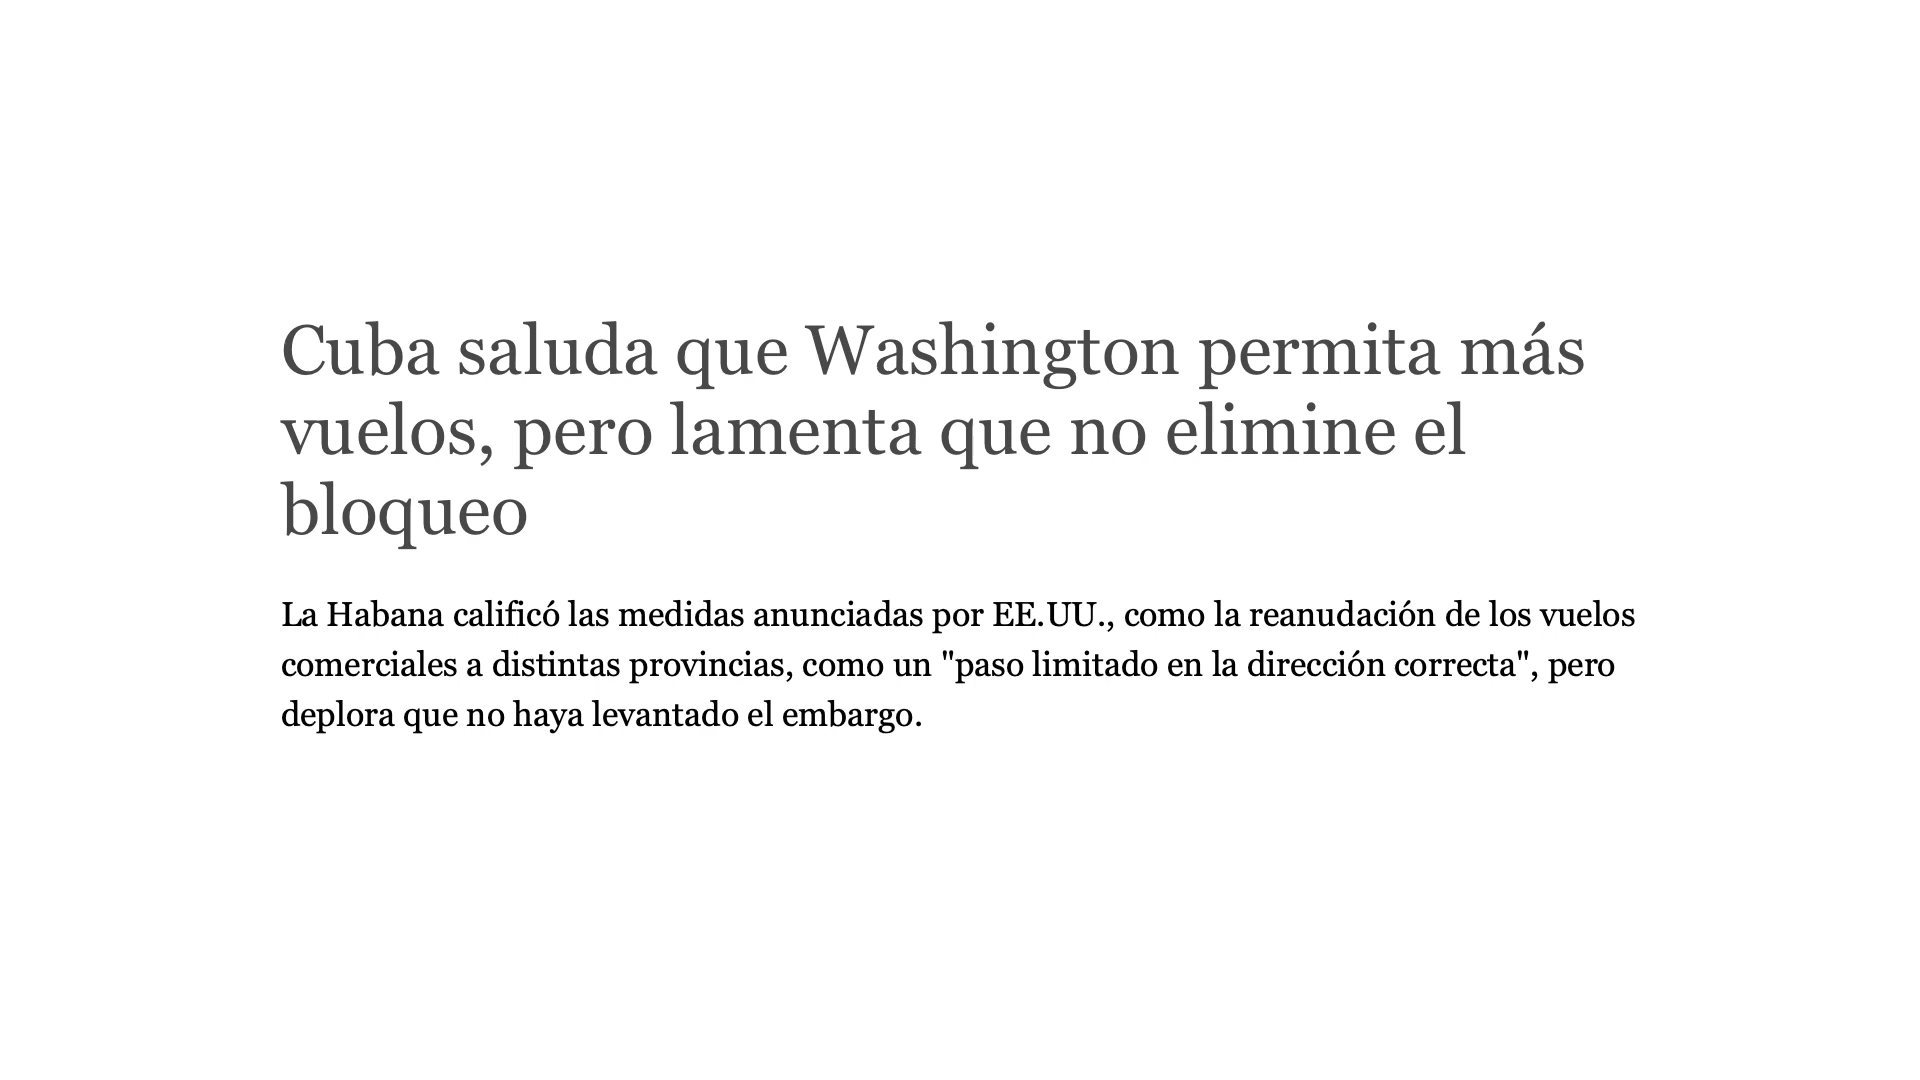 Cuba saluda que Washington permita más
vuelos, pero lamenta que no elimine el
bloqueo
La Habana calificó las medidas anunciadas por EE.UU., como la reanudación de los vuelos
comerciales a distintas provincias, como un "paso limitado en la dirección correcta", pero
deplora que no haya levantado el embargo.